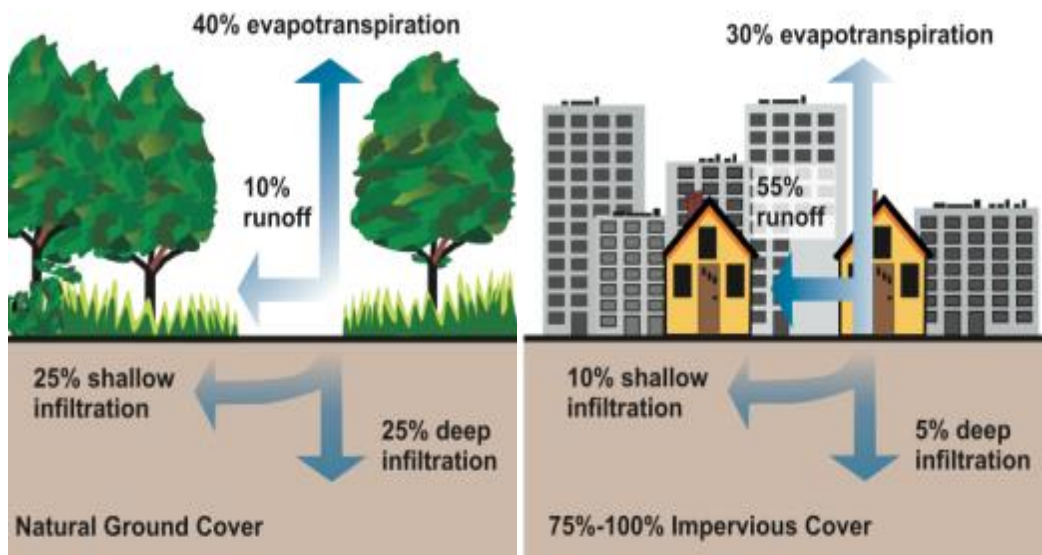 40% evapotranspiration
10%
runoff
25% shallow
infiltration
25% deep
infiltration
Natural Ground Cover
30% evapotranspiration
55%
runoff
10% shallow
infiltration
5% deep
infiltration
75%-100% Impervious Cover